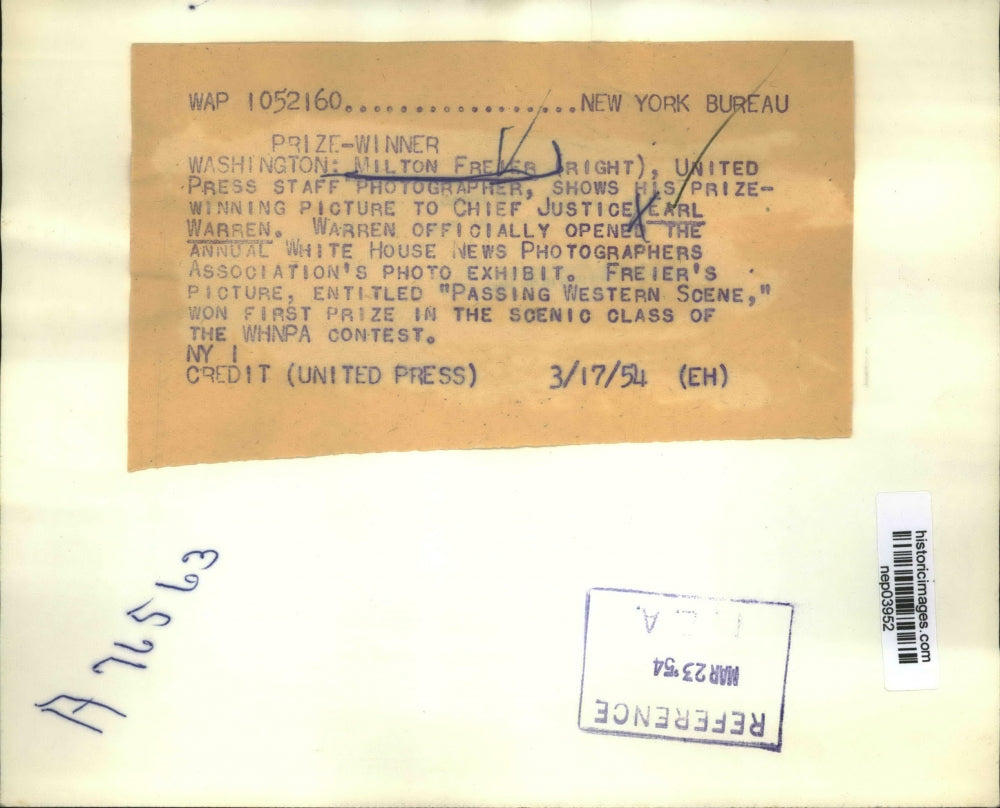 WAP 1052160...................NEW YORK BUREAU
PRIZE-WINNER
WASHINGTON: MILTON FREIER (RIGHT), UNITED
PRESS STAFF PHOTOGRAPHER, SHOWS HIS PRIZE-
WINNING PICTURE TO CHIEF JUSTICE EARL
WARREN. WARREN OFFICIALLY OPENED THE
ANNUAL WHITE HOUSE NEWS PHOTOGRAPHERS
ASSOCIATION'S PHOTO EXHIBIT. FREIER'S
PICTURE, ENTITLED "PASSING WESTERN SCENE,"
WON FIRST PRIZE IN THE SCENIC CLASS OF
THE WHNPA CONTEST.
NY 1
CREDIT (UNITED PRESS) 3/17/54 (EH)
historicimages.com
nep03952
A 76563
REFERENCE
MAR 23 '54